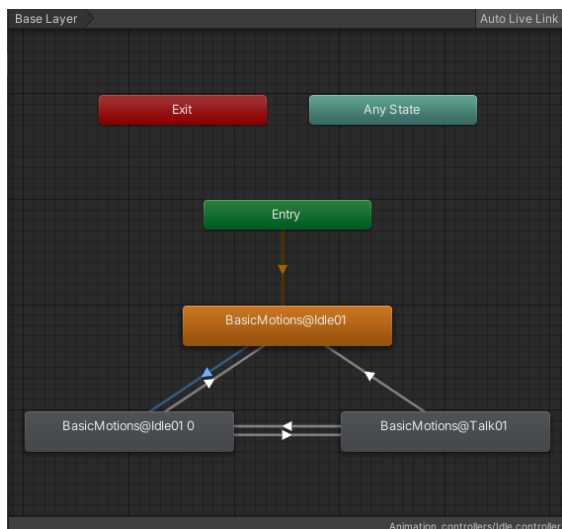 Base Layer
Auto Live Link
Exit
Any State
Entry
BasicMotions@Idle01
BasicMotions@Idle01 0
BasicMotions@Talk01
Animation_controllers/Idle.controller